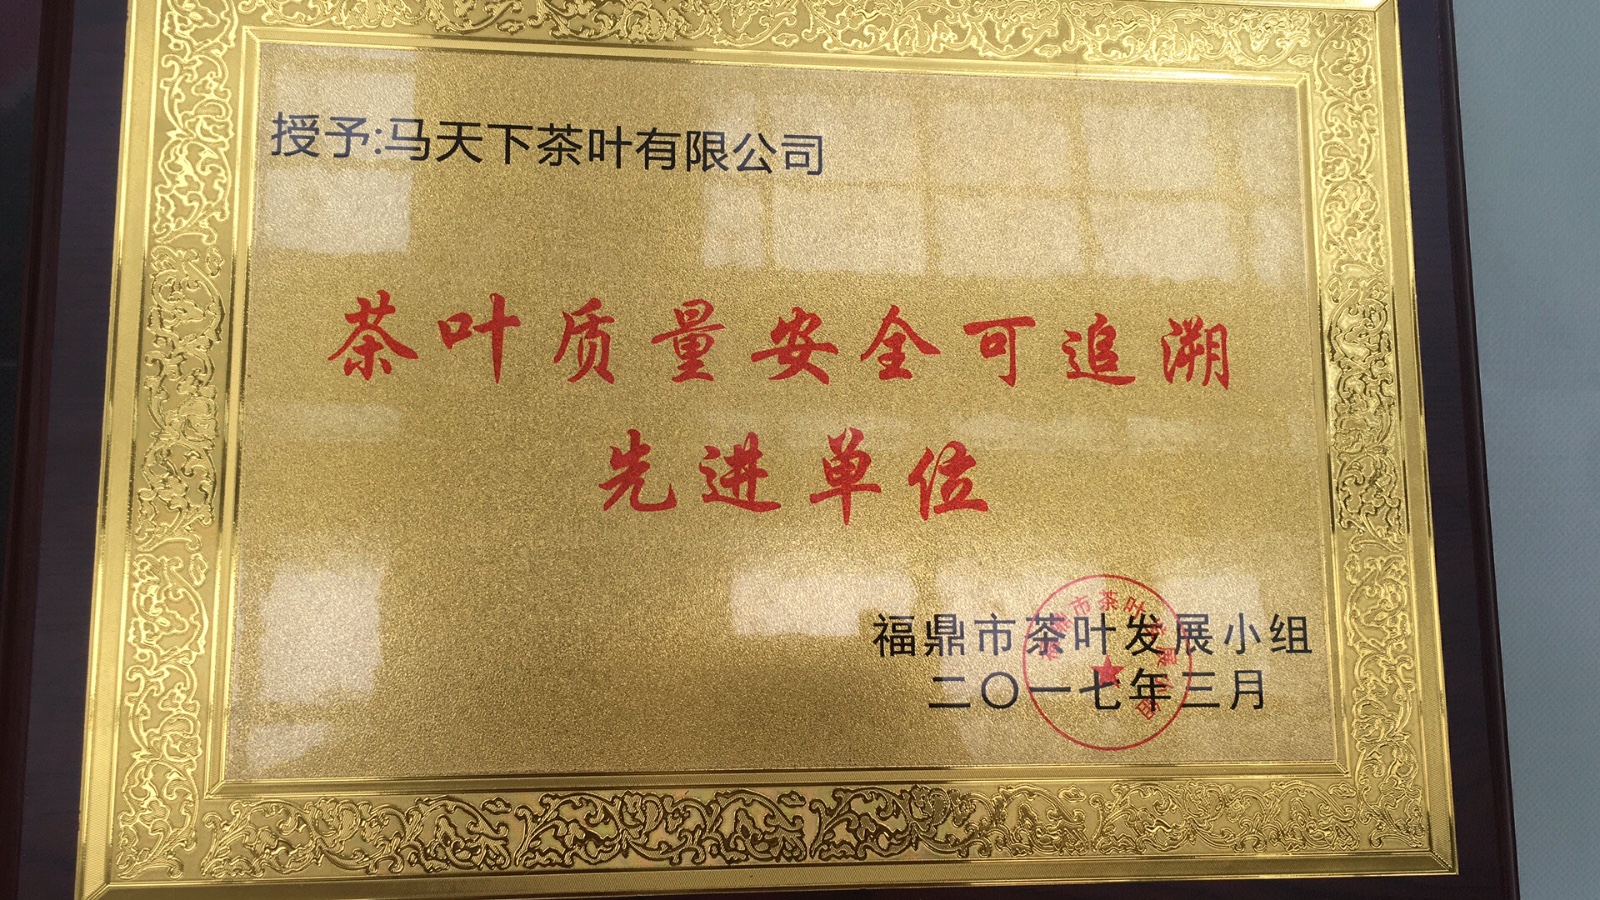 授予:马天下茶叶有限公司
茶叶质量安全可追溯
先进单位
福鼎市茶叶发展小组
二〇一七年三月